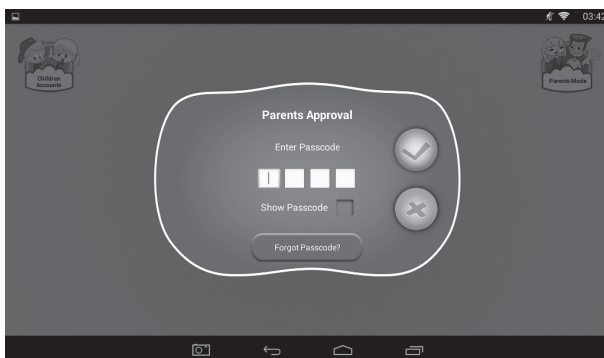 03:42
Children
Accounts
Parents Mode
Parents Approval
Enter Passcode
Show Passcode
Forgot Passcode?